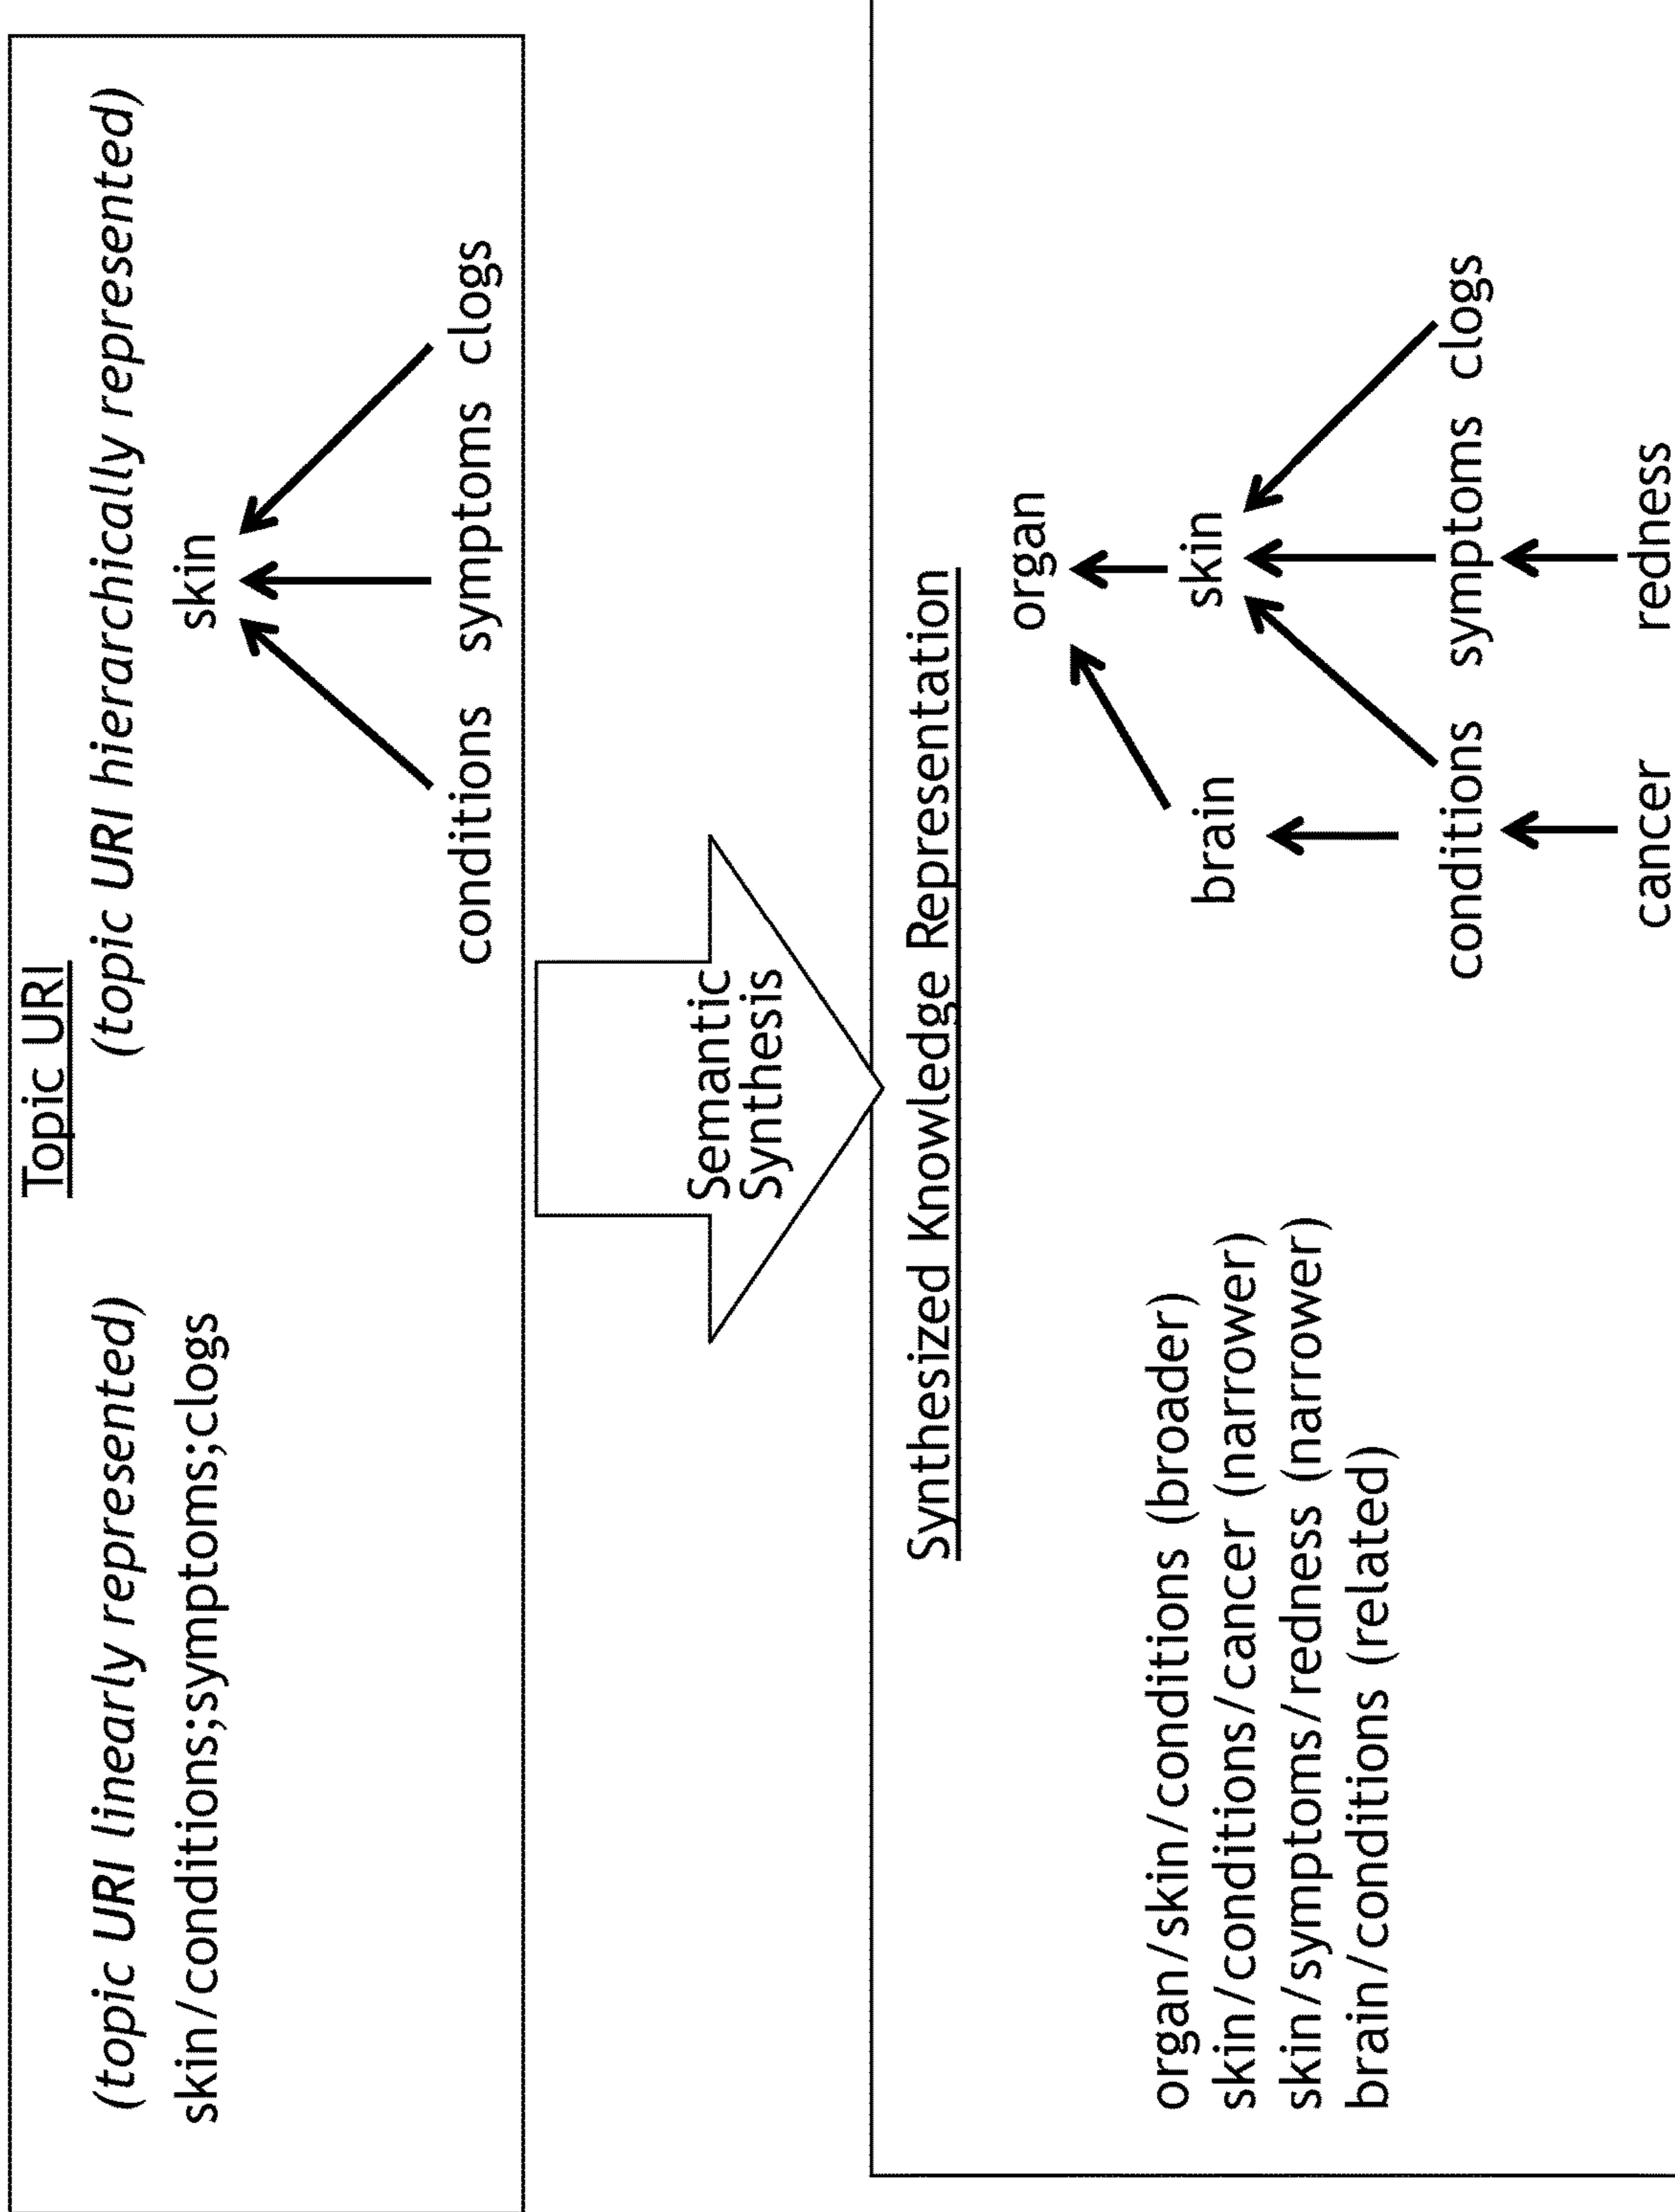 Topic URI
(topic URI linearly represented)
skin/conditions;symptoms;clogs
(topic URI hierarchically represented)
skin
conditions symptoms clogs
Semantic
Synthesis
Synthesized Knowledge Representation
organ/skin/conditions (broader)
skin/conditions/cancer (narrower)
skin/symptoms/redness (narrower)
brain/conditions (related)
organ
brain skin
conditions symptoms clogs
cancer redness